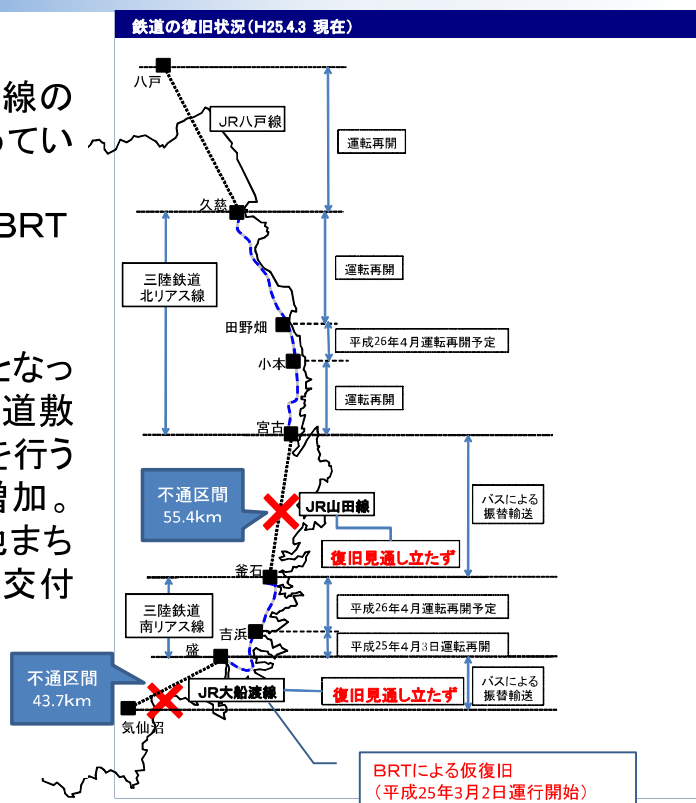 鉄道の復旧状況(H25.4.3 現在)
線の
ってい
BRT
となっ
道敷
を行う
増加。
地まち
交付
八戸
JR八戸線
運転再開
久慈
三陸鉄道
北リアス線
運転再開
田野畑
平成26年4月運転再開予定
小本
運転再開
宮古
不通区間
55.4km
JR山田線
バスによる
振替輸送
復旧見通し立たず
釜石
三陸鉄道
南リアス線
平成26年4月運転再開予定
吉浜
平成25年4月3日運転再開
盛
不通区間
43.7km
JR大船渡線
復旧見通し立たず
バスによる
振替輸送
気仙沼
BRTによる仮復旧
(平成25年3月2日運行開始)